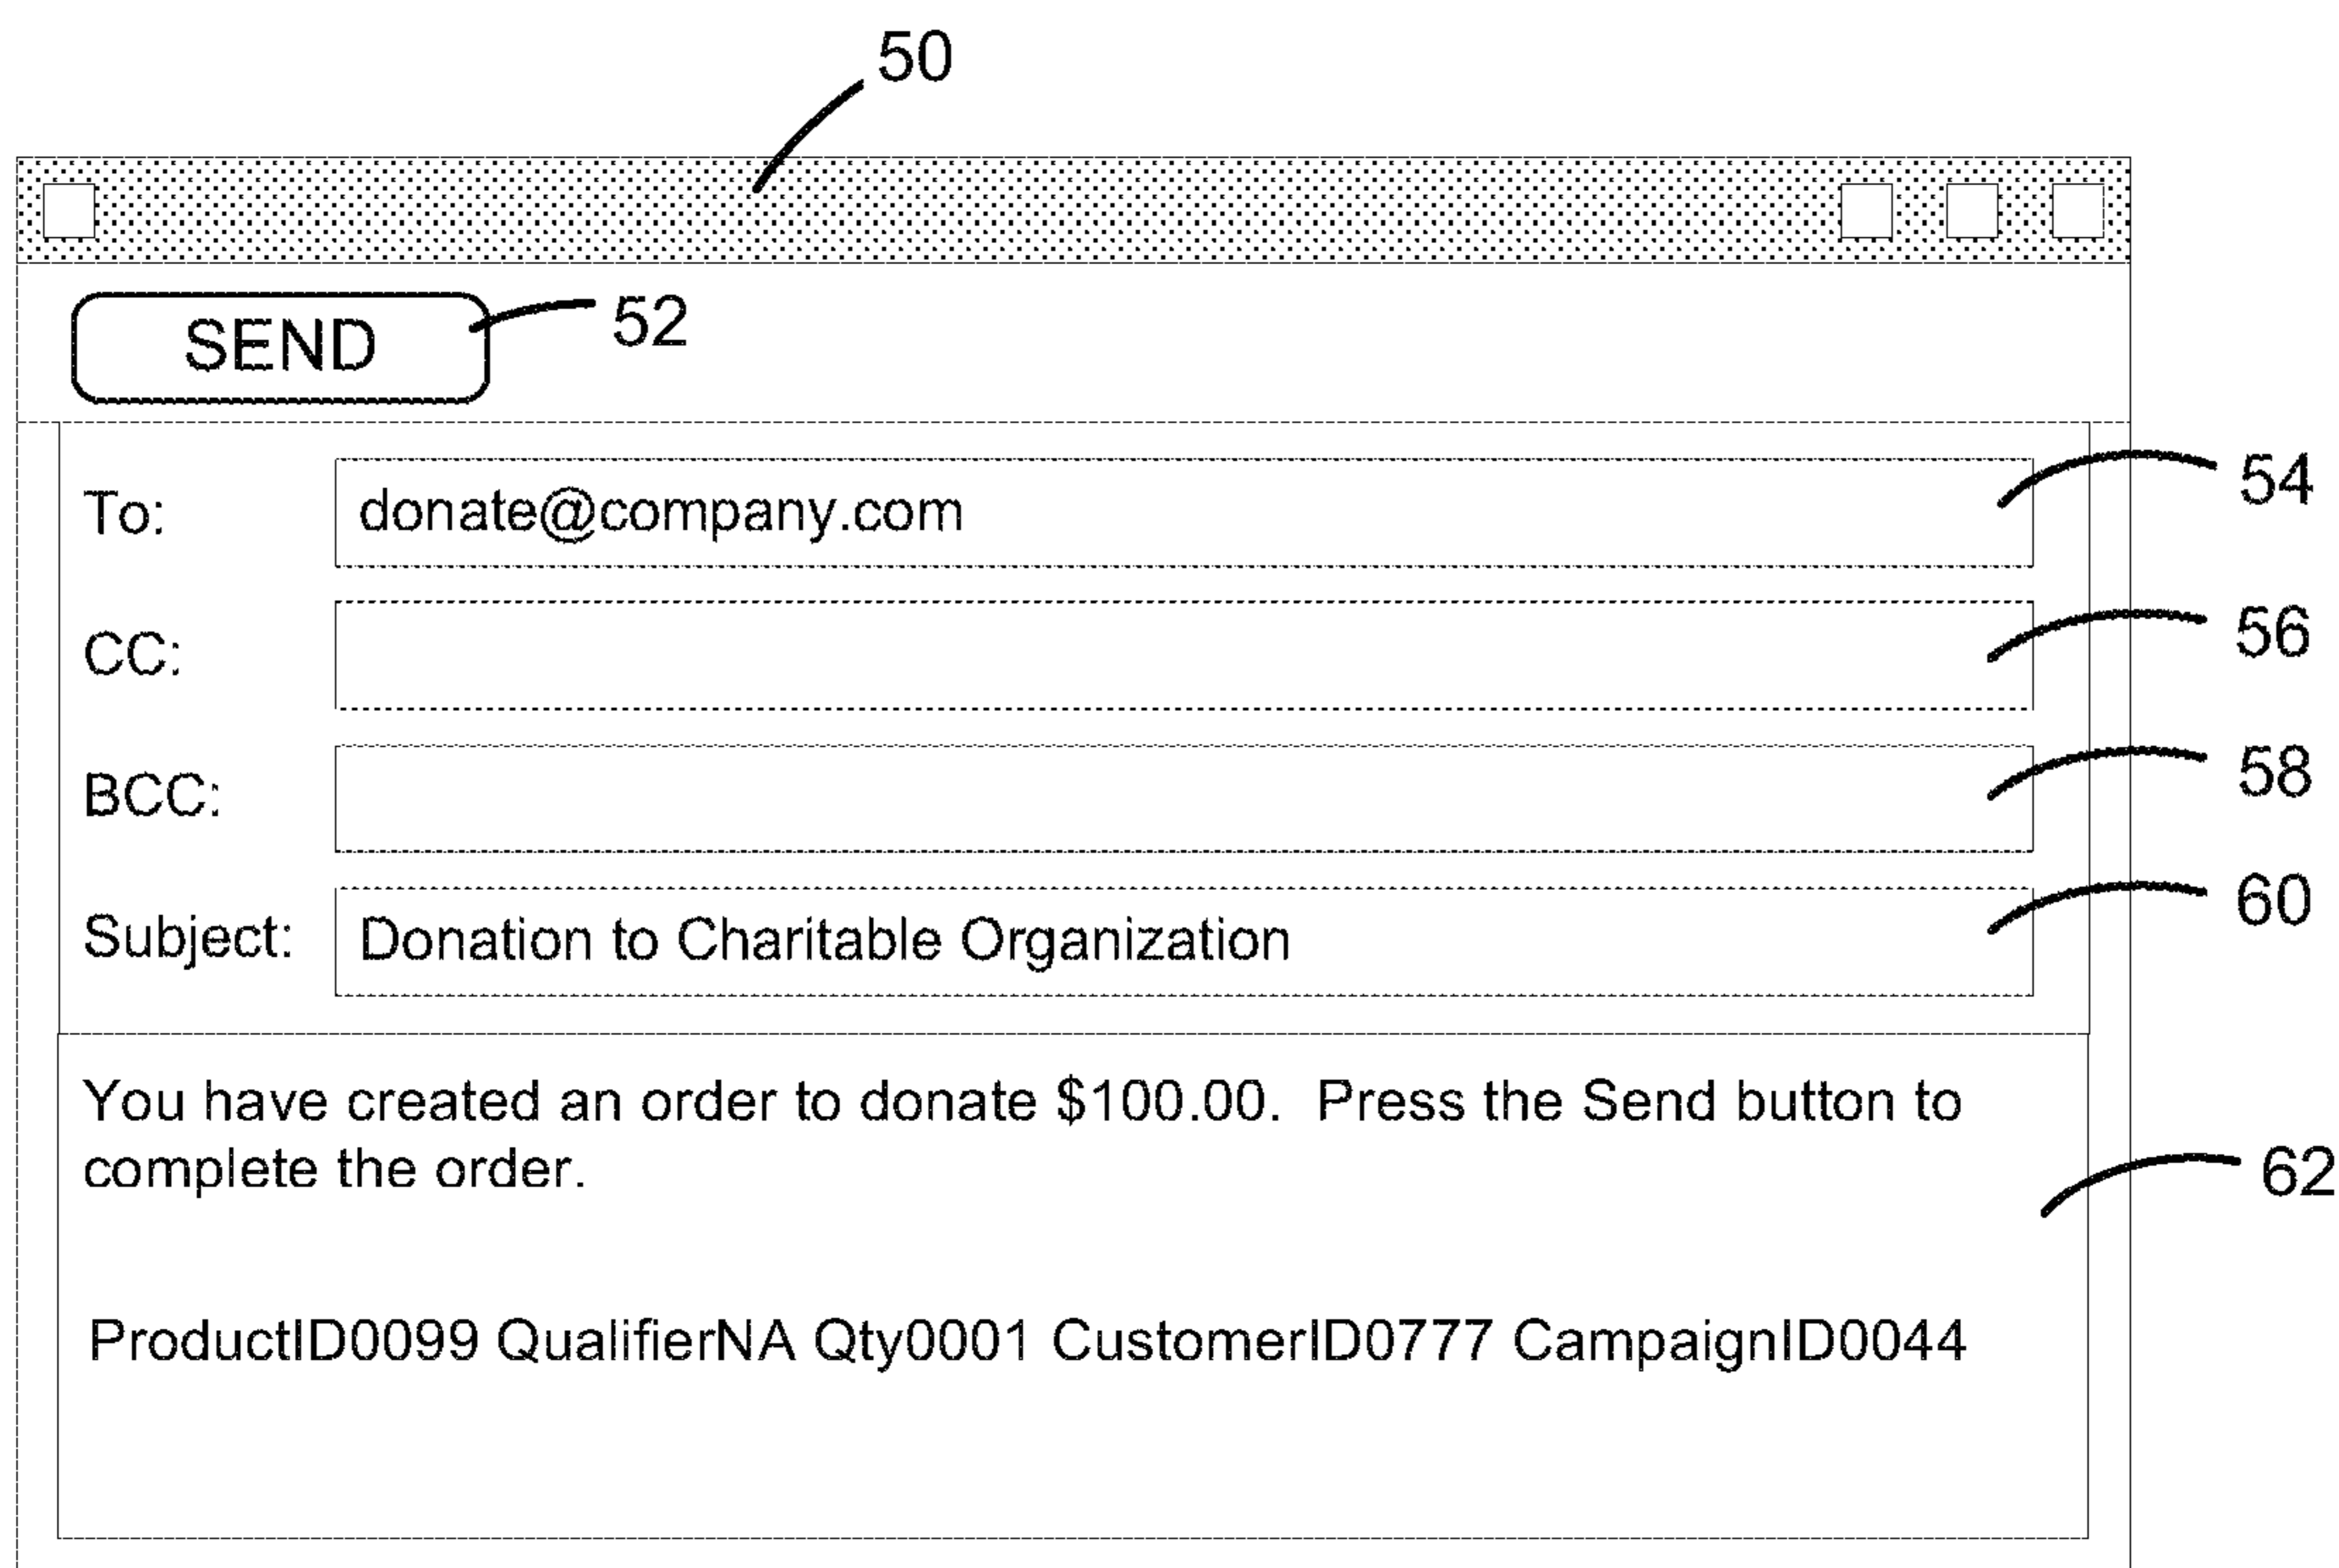 50
SEND 52
To: donate@company.com 54
CC: 56
BCC: 58
Subject: Donation to Charitable Organization 60
You have created an order to donate $100.00. Press the Send button to
complete the order.
62
ProductID0099 QualifierNA Qty0001 CustomerID0777 CampaignID0044